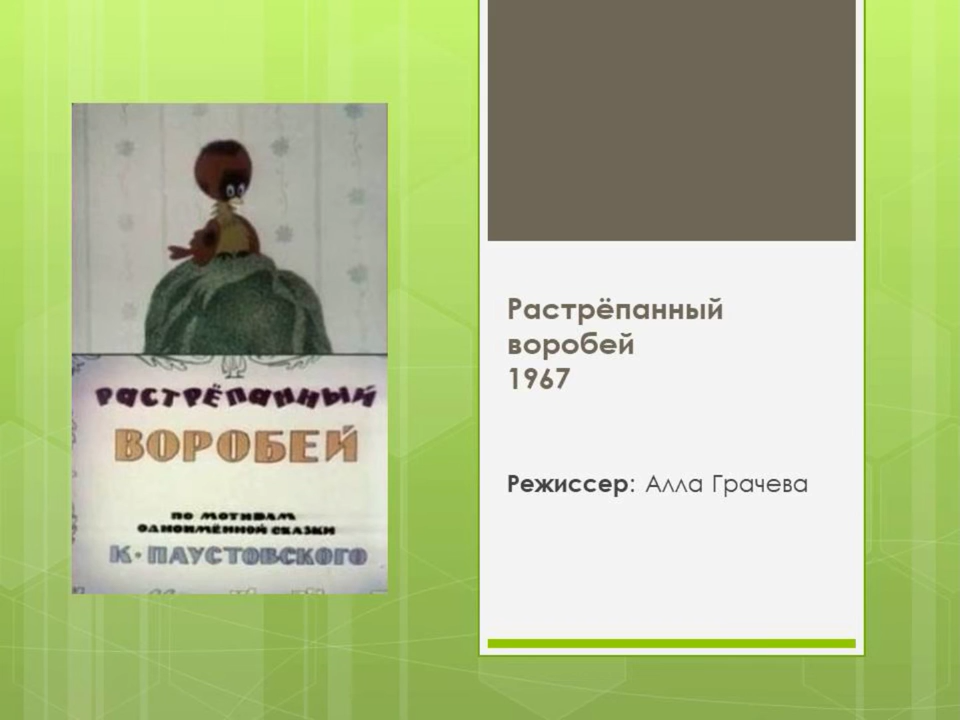 РАСТРЁПАННЫЙ
ВОРОБЕЙ
ПО МОТИВАМ
ОДНОИМЁННОЙ СКАЗКИ
К. ПАУСТОВСКОГО
Растрёпанный
воробей
1967
Режиссер: Алла Грачева